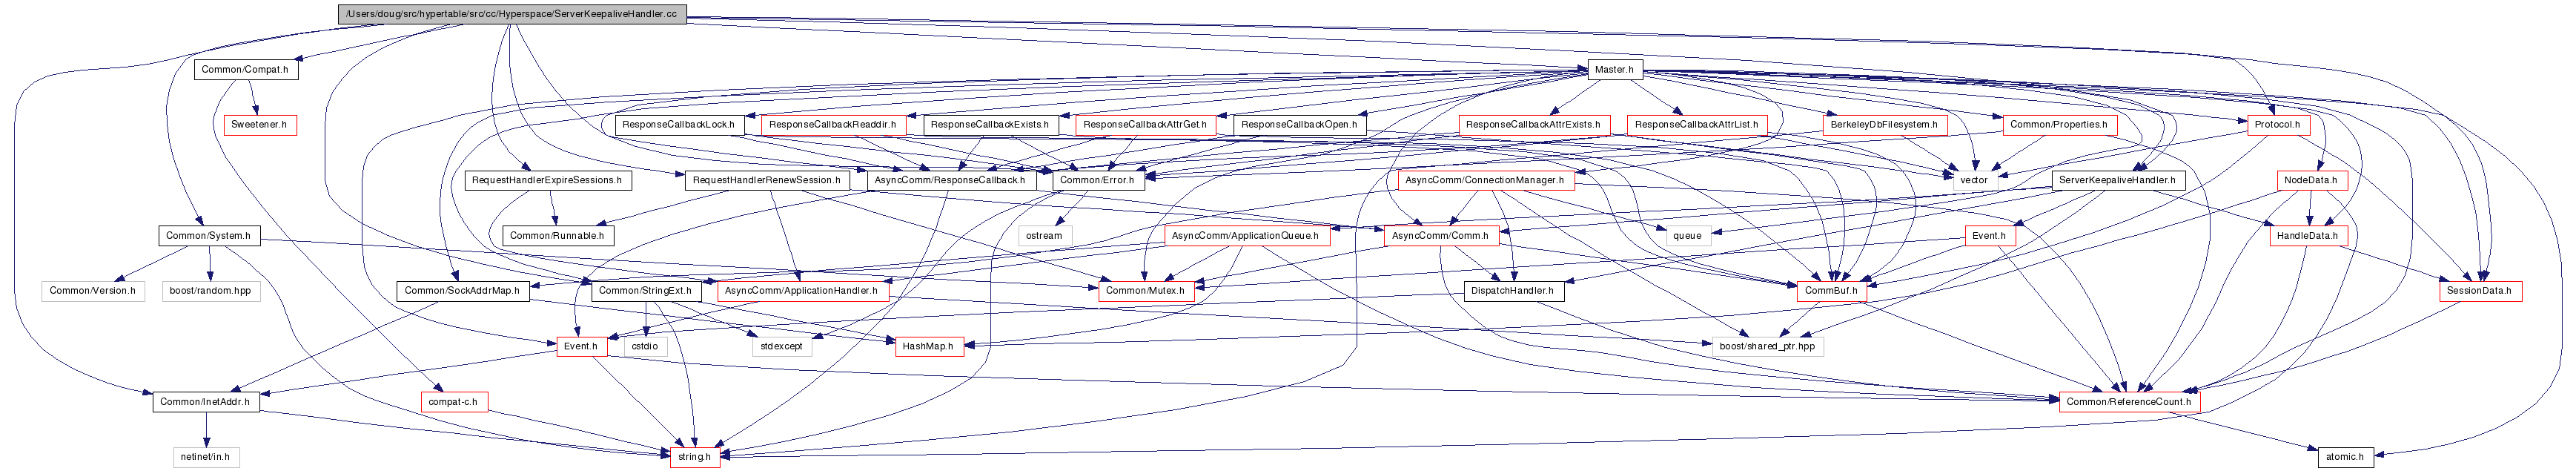 /Users/doug/src/hypertable/src/cc/Hyperspace/ServerKeepaliveHandler.cc
Common/Compat.h
Master.h
Sweetener.h
ResponseCallbackLock.h
ResponseCallbackReaddir.h
ResponseCallbackExists.h
ResponseCallbackAttrGet.h
ResponseCallbackOpen.h
ResponseCallbackAttrExists.h
ResponseCallbackAttrList.h
BerkeleyDbFilesystem.h
Common/Properties.h
Protocol.h
RequestHandlerExpireSessions.h
RequestHandlerRenewSession.h
AsyncComm/ResponseCallback.h
Common/Error.h
AsyncComm/ConnectionManager.h
vector
ServerKeepaliveHandler.h
NodeData.h
Common/System.h
Common/Runnable.h
ostream
AsyncComm/ApplicationQueue.h
AsyncComm/Comm.h
queue
Event.h
HandleData.h
Common/Version.h
boost/random.hpp
Common/SockAddrMap.h
Common/StringExt.h
AsyncComm/ApplicationHandler.h
Common/Mutex.h
DispatchHandler.h
CommBuf.h
SessionData.h
Event.h
cstdio
stdexcept
HashMap.h
boost/shared_ptr.hpp
Common/InetAddr.h
compat-c.h
Common/ReferenceCount.h
netinet/in.h
string.h
atomic.h